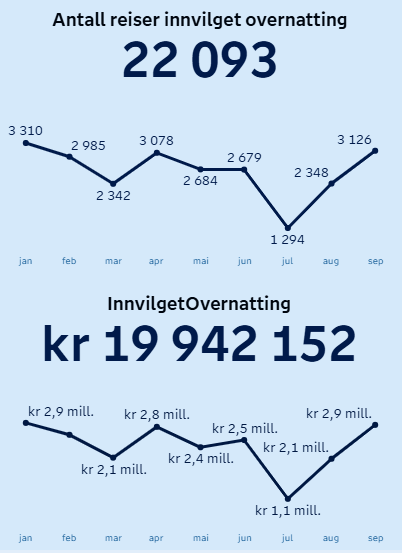 Antall reiser innvilget overnatting
22 093
3 310
2 985
2 342
3 078
2 684
2 679
1 294
2 348
3 126
jan feb mar apr mai jun jul aug sep
InnvilgetOvernatting
kr 19 942 152
kr 2,9 mill.
kr 2,1 mill.
kr 2,8 mill.
kr 2,4 mill.
kr 2,5 mill.
kr 1,1 mill.
kr 2,1 mill.
kr 2,9 mill.
jan feb mar apr mai jun jul aug sep